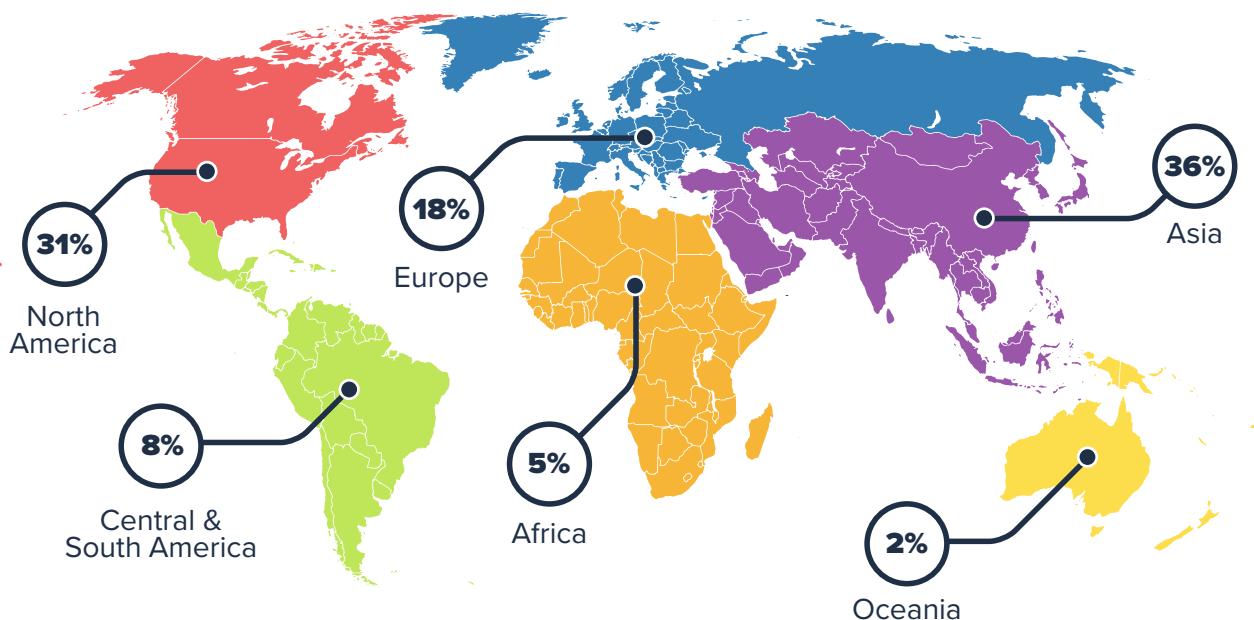 31%
North
America
18%
Europe
36%
Asia
8%
Central &
South America
5%
Africa
2%
Oceania